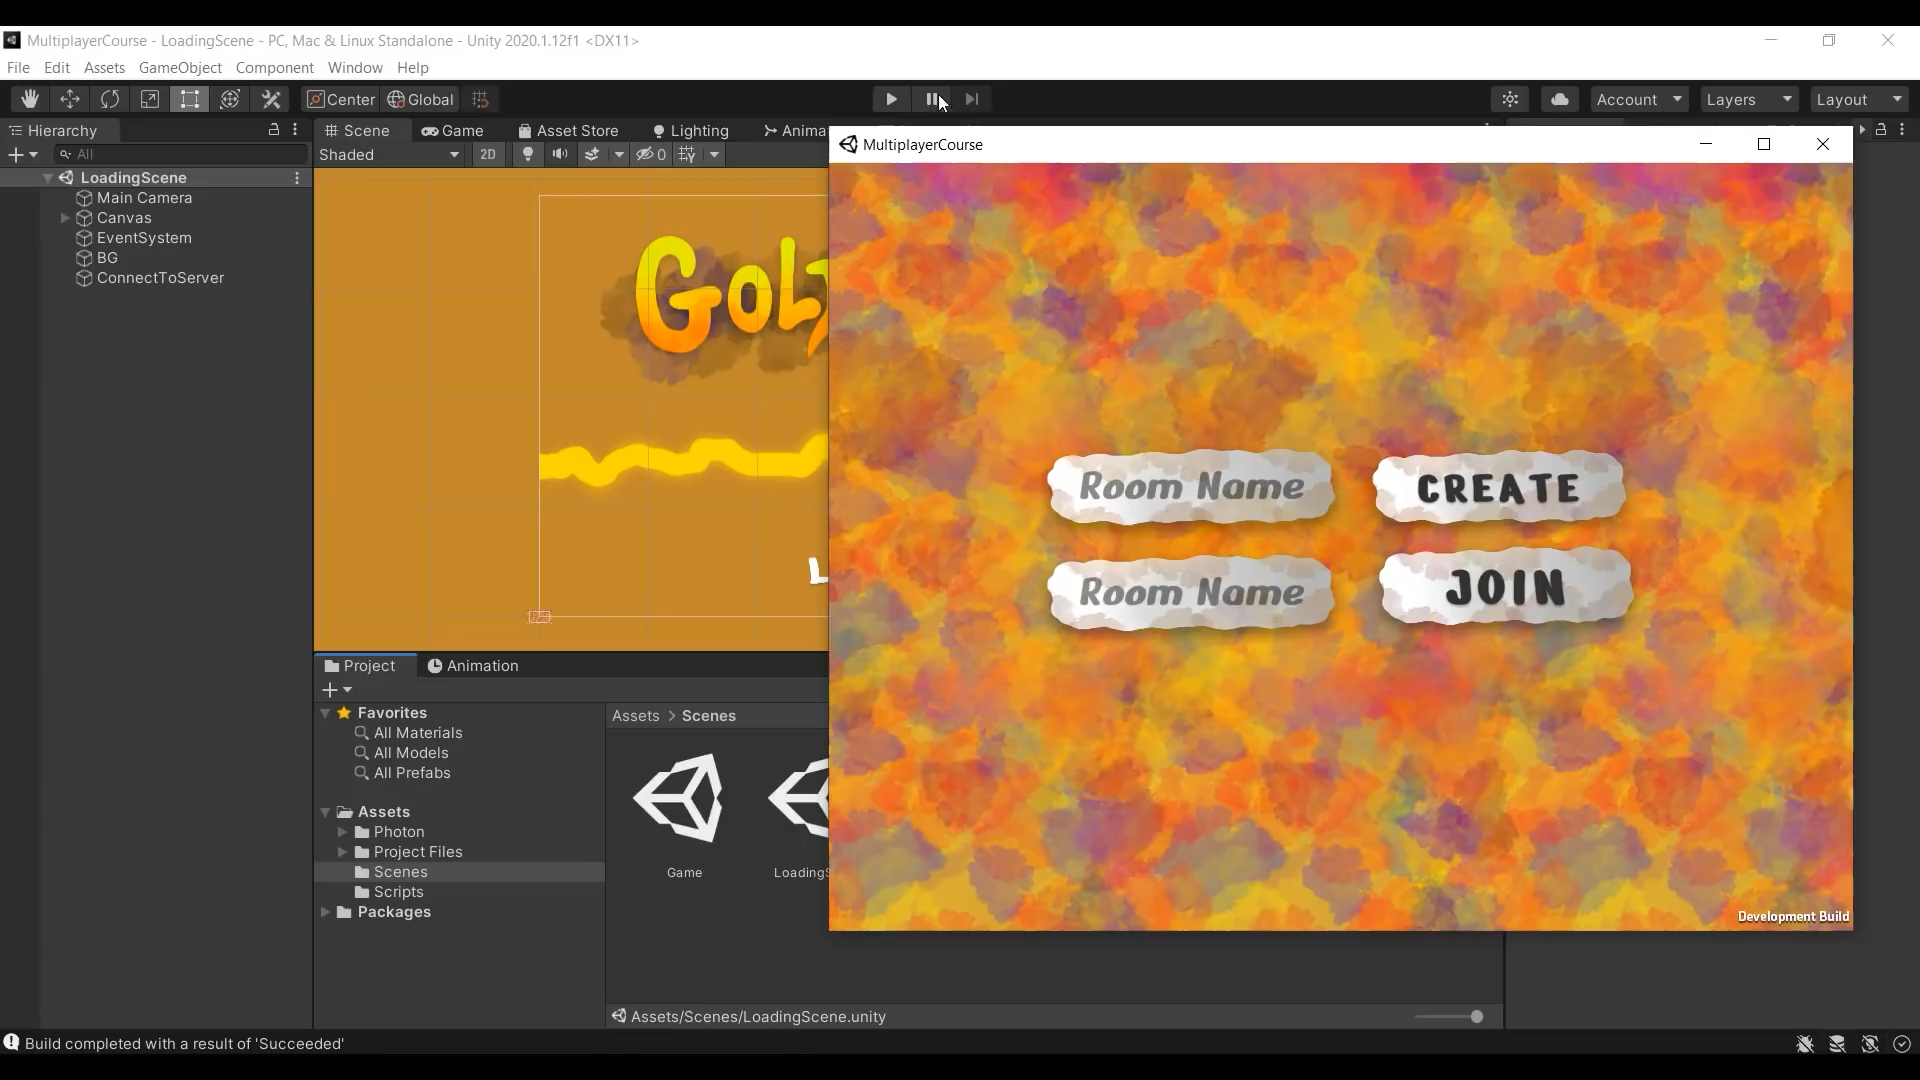 MultiplayerCourse - LoadingScene - PC, Mac & Linux Standalone - Unity 2020.1.12f1 <DX11>
File Edit Assets GameObject Component Window Help
Center Global Account Layers Layout
Hierarchy
All
LoadingScene
Main Camera
Canvas
EventSystem
BG
ConnectToServer
Scene Game Asset Store Lighting Anima
Shaded 2D 0
Gol
L
MultiplayerCourse
Room Name CREATE
Room Name JOIN
Development Build
Project Animation
Favorites
All Materials
All Models
All Prefabs
Assets
Photon
Project Files
Scenes
Scripts
Packages
Assets > Scenes
Game LoadingS
Assets/Scenes/LoadingScene.unity
Build completed with a result of 'Succeeded'